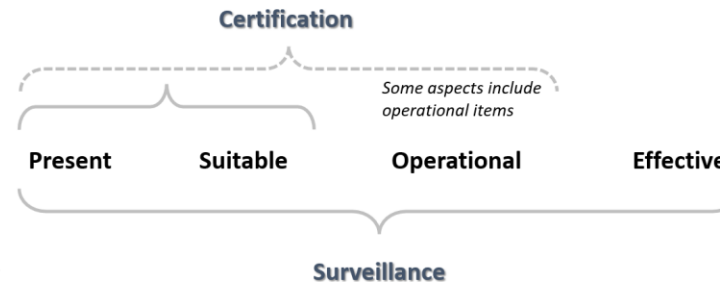 Certification
Some aspects include
operational items
Present Suitable Operational Effective
Surveillance